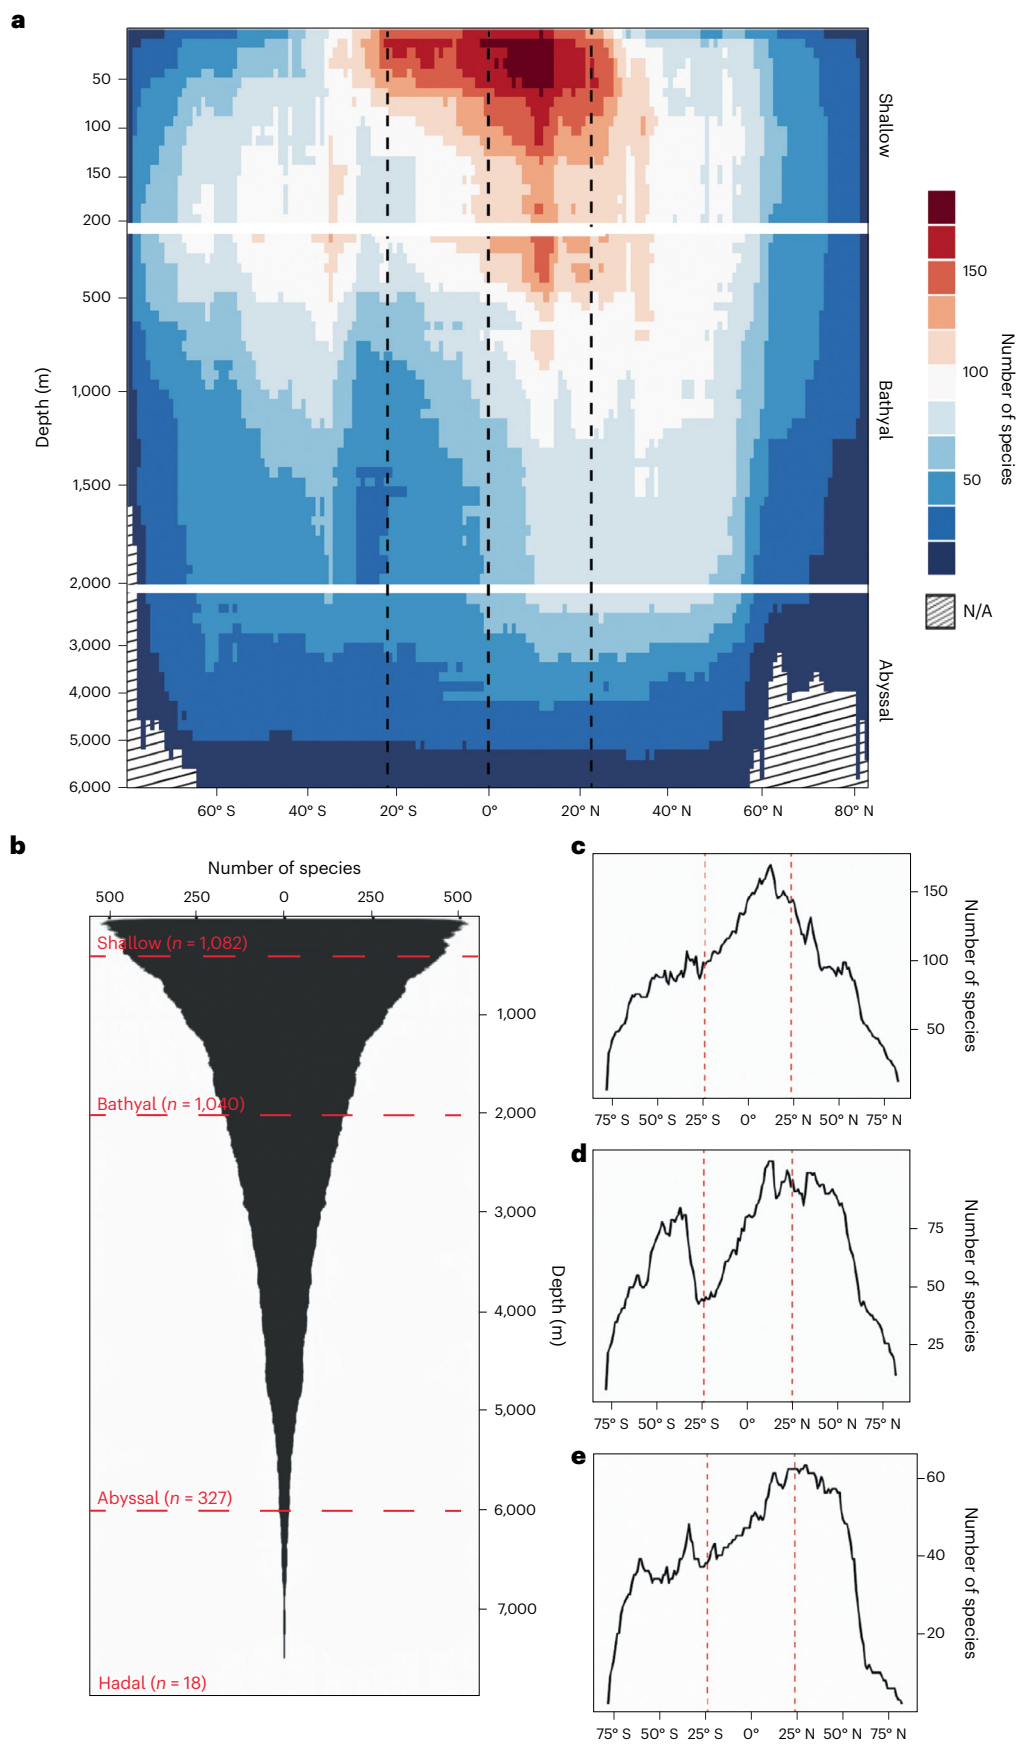 a
50
100
150
200
500
1,000
1,500
2,000
3,000
4,000
5,000
6,000
Depth (m)
Shallow
Bathyal
Abyssal
60° S
40° S
20° S
0°
20° N
40° N
60° N
80° N
150
100
50
Number of species
N/A
b
Number of species
500 250 0 250 500
Shallow (n = 1,082)
Bathyal (n = 1,040)
Abyssal (n = 327)
Hadal (n = 18)
1,000
2,000
3,000
4,000
5,000
6,000
7,000
Depth (m)
c
150
100
50
Number of species
75° S 50° S 25° S 0° 25° N 50° N 75° N
d
75
50
25
Number of species
75° S 50° S 25° S 0° 25° N 50° N 75° N
e
60
40
20
Number of species
75° S 50° S 25° S 0° 25° N 50° N 75° N